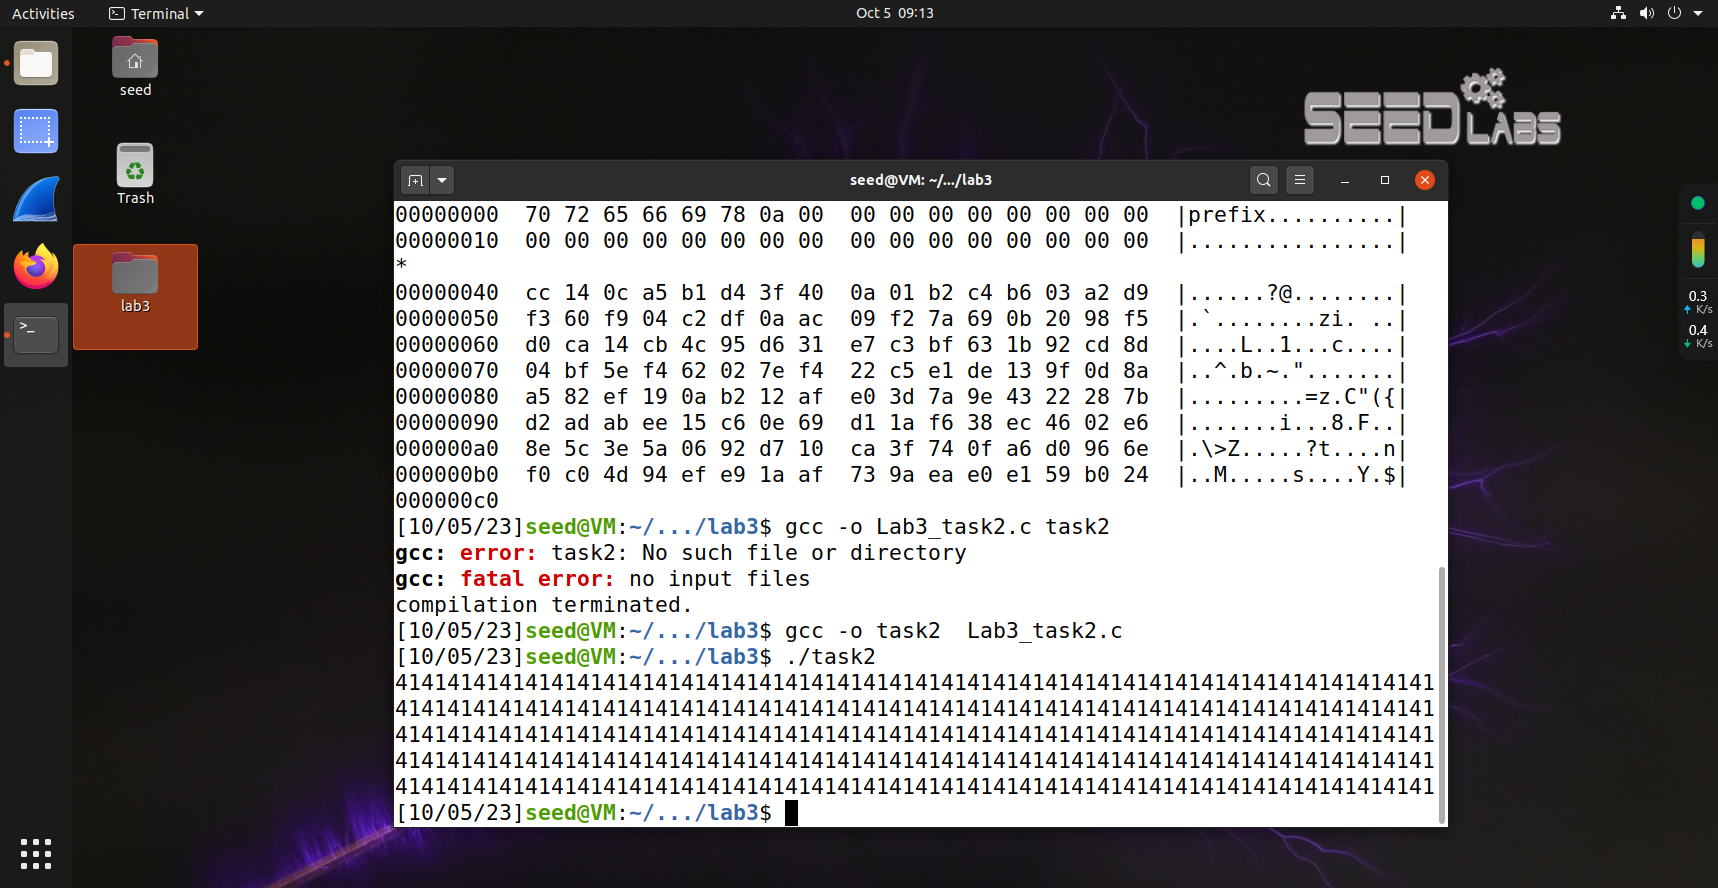 Activities
Terminal
Oct 5 09:13
seed
Trash
lab3
SEED LABS
seed@VM: ~/.../lab3
00000000  70 72 65 66 69 78 0a 00  00 00 00 00 00 00 00 00  |prefix..........|
00000010  00 00 00 00 00 00 00 00  00 00 00 00 00 00 00 00  |................|
*
00000040  cc 14 0c a5 b1 d4 3f 40  0a 01 b2 c4 b6 03 a2 d9  |......?@........|
00000050  f3 60 f9 04 c2 df 0a ac  09 f2 7a 69 0b 20 98 f5  |.`........zi. ..|
00000060  d0 ca 14 cb 4c 95 d6 31  e7 c3 bf 63 1b 92 cd 8d  |....L..1...c....|
00000070  04 bf 5e f4 62 02 7e f4  22 c5 e1 de 13 9f 0d 8a  |..^.b.~.".......|
00000080  a5 82 ef 19 0a b2 12 af  e0 3d 7a 9e 43 22 28 7b  |.........=z.C"({|
00000090  d2 ad ab ee 15 c6 0e 69  d1 1a f6 38 ec 46 02 e6  |.......i...8.F..|
000000a0  8e 5c 3e 5a 06 92 d7 10  ca 3f 74 0f a6 d0 96 6e  |.\>Z.....?t....n|
000000b0  f0 c0 4d 94 ef e9 1a af  73 9a ea e0 e1 59 b0 24  |..M.....s....Y.$|
000000c0
[10/05/23]seed@VM:~/.../lab3$ gcc -o Lab3_task2.c task2
gcc: error: task2: No such file or directory
gcc: fatal error: no input files
compilation terminated.
[10/05/23]seed@VM:~/.../lab3$ gcc -o task2  Lab3_task2.c
[10/05/23]seed@VM:~/.../lab3$ ./task2
41414141414141414141414141414141414141414141414141414141414141414141414141414141
41414141414141414141414141414141414141414141414141414141414141414141414141414141
41414141414141414141414141414141414141414141414141414141414141414141414141414141
41414141414141414141414141414141414141414141414141414141414141414141414141414141
41414141414141414141414141414141414141414141414141414141414141414141414141414141
[10/05/23]seed@VM:~/.../lab3$
0.3
K/s
0.4
K/s